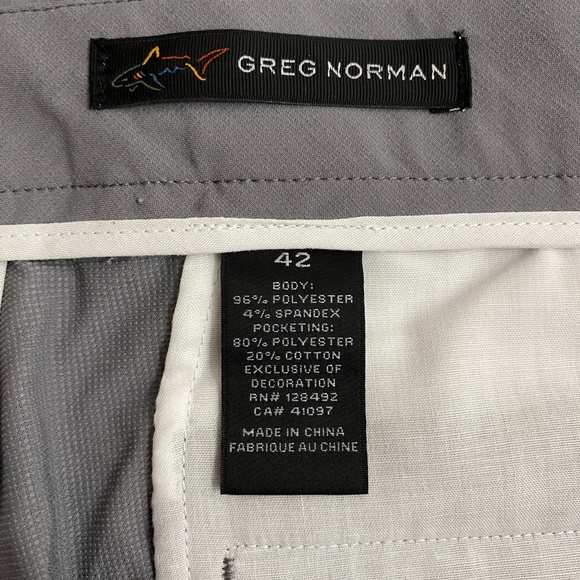 GREG NORMAN
42
BODY:
96% POLYESTER
4% SPANDEX
POCKETING:
80% POLYESTER
20% COTTON
EXCLUSIVE OF
DECORATION
RN# 128492
CA# 41097
MADE IN CHINA
FABRIQUE AU CHINE